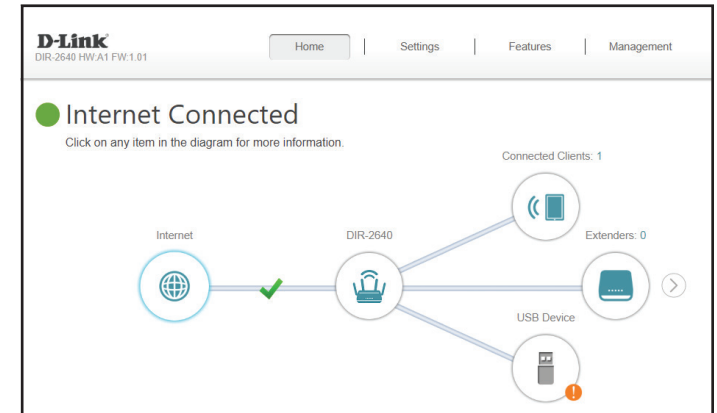 D-Link
DIR-2640 HW:A1 FW:1.01
Home
Settings
Features
Management
Internet Connected
Click on any item in the diagram for more information.
Connected Clients: 1
Internet
DIR-2640
Extenders: 0
USB Device